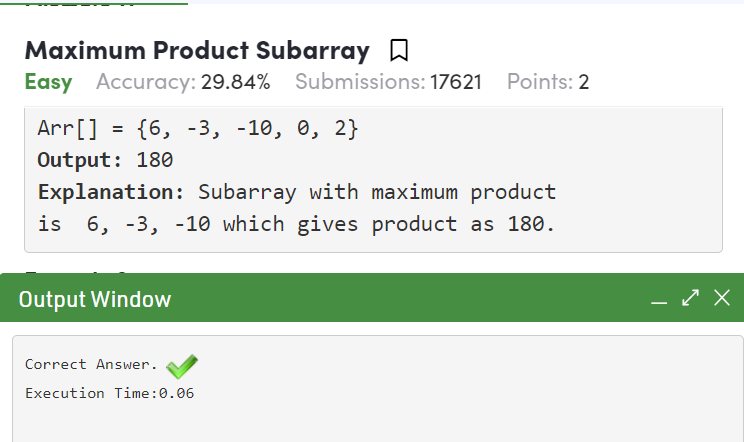 Maximum Product Subarray
Easy Accuracy: 29.84% Submissions: 17621 Points: 2
Arr[] = {6, -3, -10, 0, 2}
Output: 180
Explanation: Subarray with maximum product
is 6, -3, -10 which gives product as 180.
Output Window
Correct Answer.
Execution Time:0.06